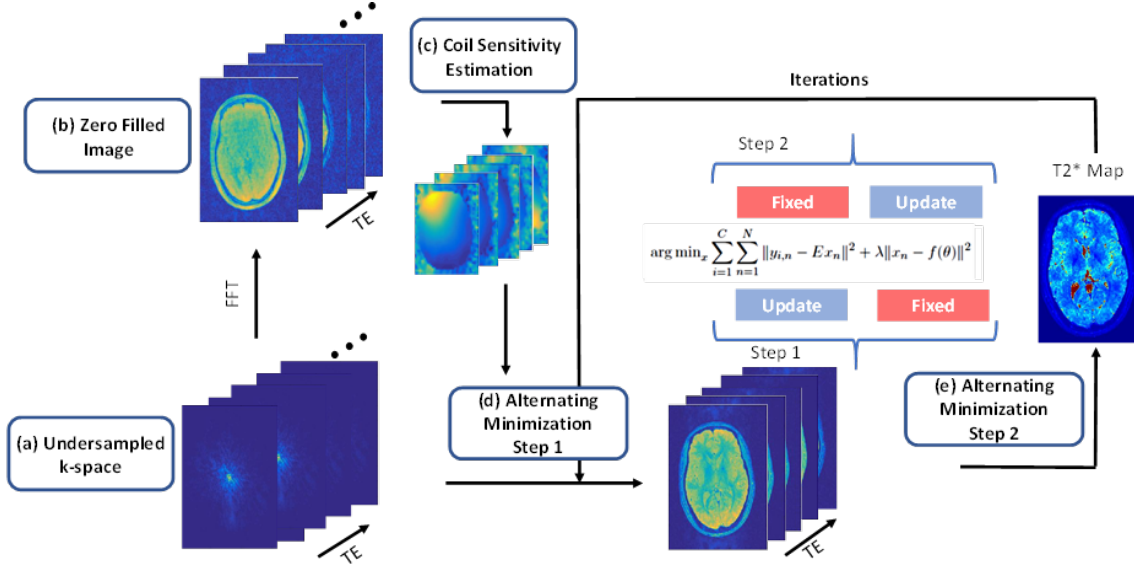 (b) Zero Filled
Image
TE
FFT
(a) Undersampled
k-space
TE
(c) Coil Sensitivity
Estimation
(d) Alternating
Minimization
Step 1
Iterations
Step 2
Fixed
Update
arg min_x ∑_{i=1}^{C} ∑_{n=1}^{N} ‖y_{i,n} − Ex_n‖² + λ‖x_n − f(θ)‖²
Update
Fixed
Step 1
TE
T2* Map
(e) Alternating
Minimization
Step 2